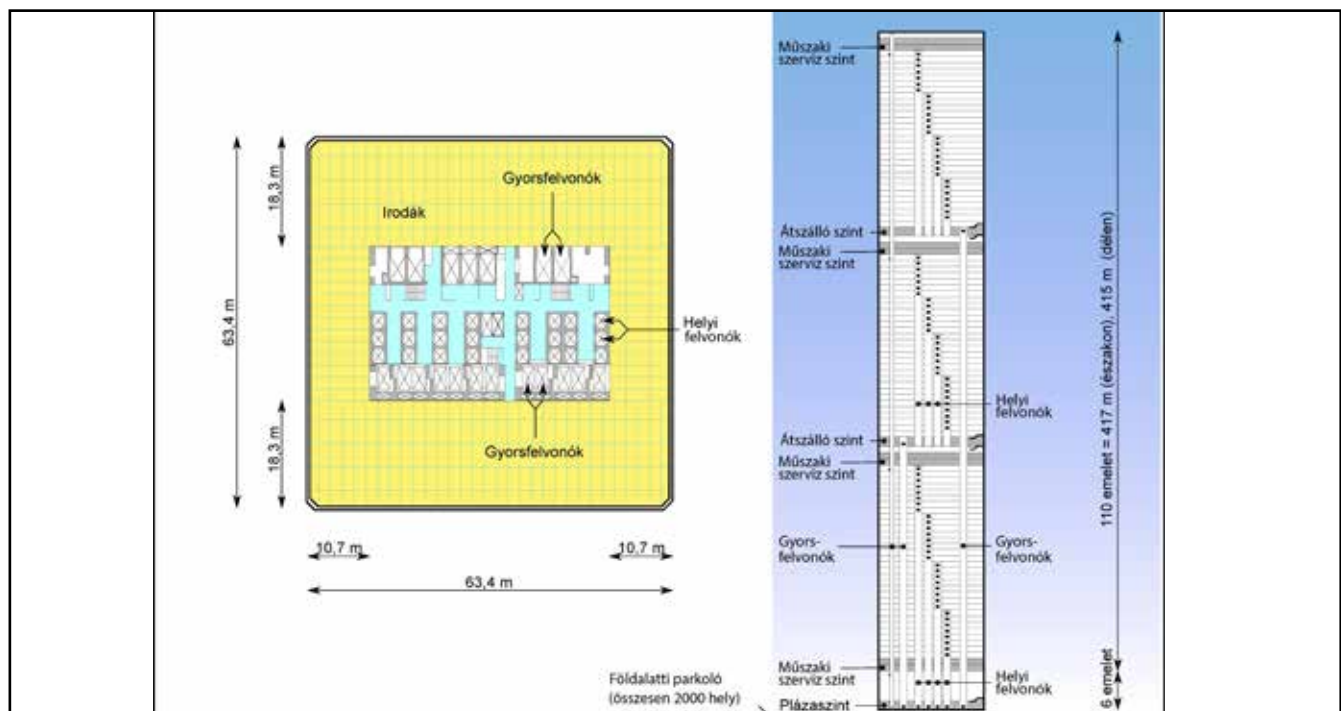 63,4 m
18,3 m
Irodák
Gyorsfelvonók
Helyi
felvonók
Gyorsfelvonók
18,3 m
10,7 m
10,7 m
63,4 m
Műszaki
szerviz szint
Átszálló szint
Műszaki
szerviz szint
Helyi
felvonók
Átszálló szint
Műszaki
szerviz szint
Gyors-
felvonók
Gyors-
felvonók
110 emelet = 417 m (északon), 415 m (délen)
Műszaki
szerviz szint
Helyi
felvonók
6 emelet
Földalatti parkoló
(összesen 2000 hely)
Plázaszint